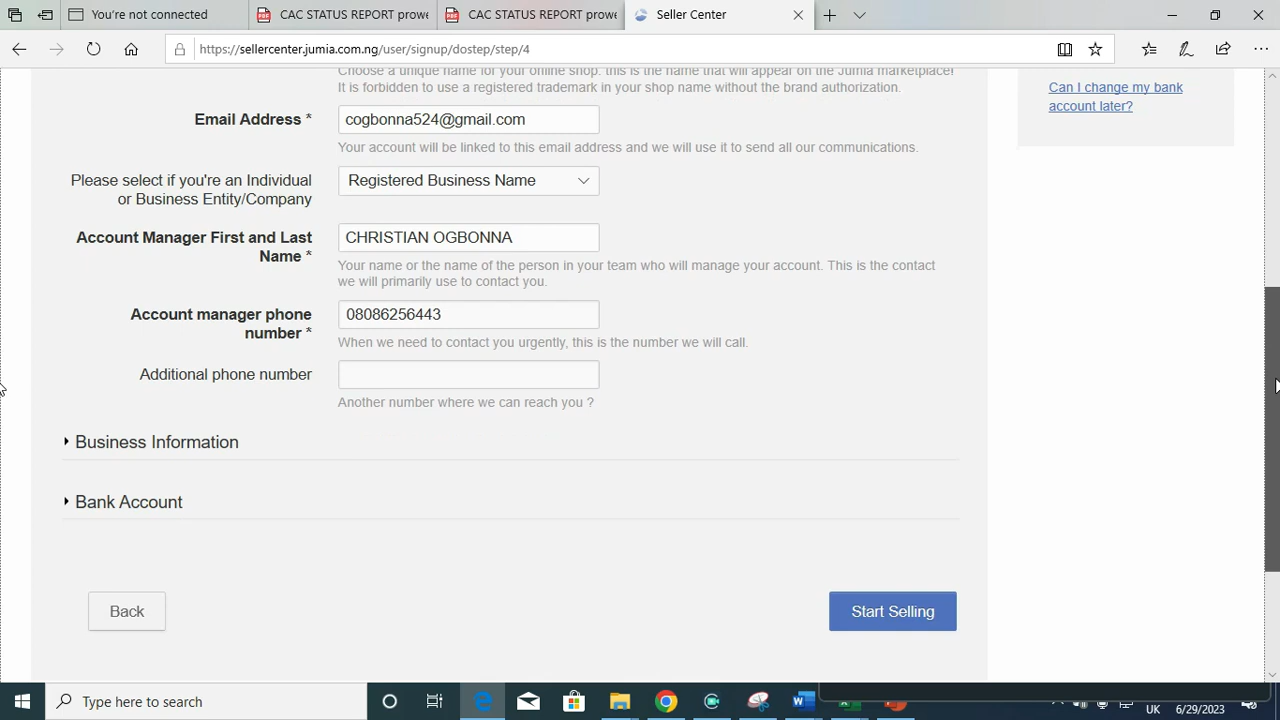 You're not connected
CAC STATUS REPORT prowe
CAC STATUS REPORT prowe
Seller Center
https://sellercenter.jumia.com.ng/user/signup/dostep/step/4
Choose a unique name for your online shop. this is the name that will appear on the Jumia marketplace!
It is forbidden to use a registered trademark in your shop name without the brand authorization.
Can I change my bank
account later?
Email Address *
cogbonna524@gmail.com
Your account will be linked to this email address and we will use it to send all our communications.
Please select if you're an Individual
or Business Entity/Company
Registered Business Name
Account Manager First and Last
Name *
CHRISTIAN OGBONNA
Your name or the name of the person in your team who will manage your account. This is the contact
we will primarily use to contact you.
Account manager phone
number *
08086256443
When we need to contact you urgently, this is the number we will call.
Additional phone number
Another number where we can reach you ?
Business Information
Bank Account
Back
Start Selling
Type here to search
UK
6/29/2023